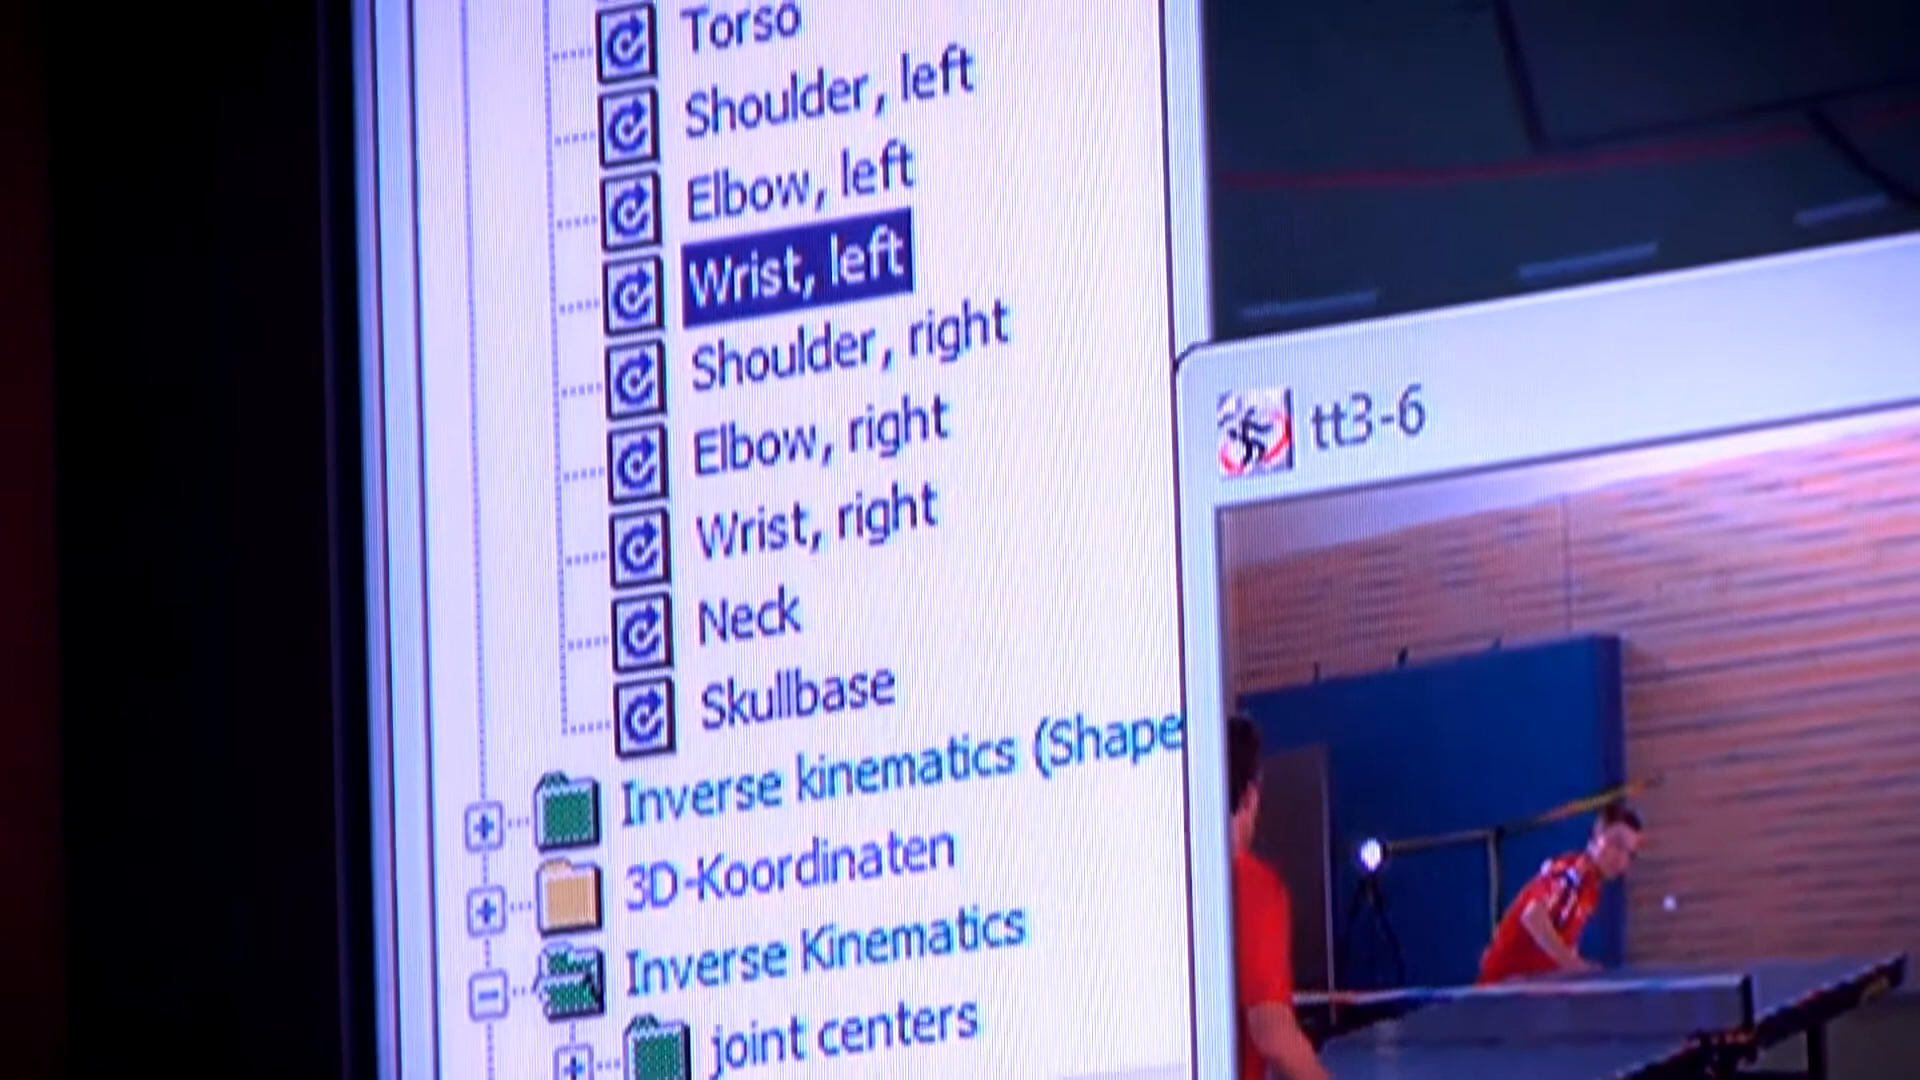 Torso
Shoulder, left
Elbow, left
Wrist, left
Shoulder, right
Elbow, right
Wrist, right
Neck
Skullbase
Inverse kinematics (Shape
3D-Koordinaten
Inverse Kinematics
joint centers
tt3-6